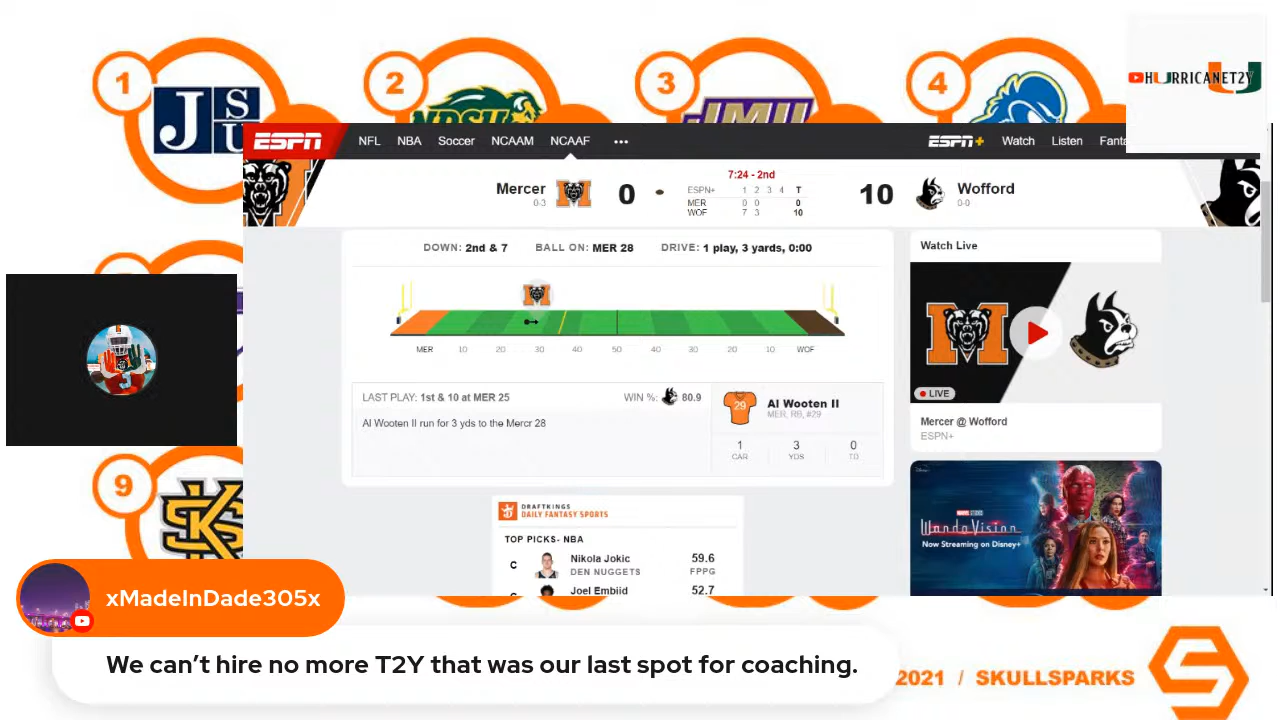 1
2
3
4
J S
U
NDSU
JMU
HURRICANET2Y
ESPN NFL NBA Soccer NCAAM NCAAF ••• ESPN+ Watch Listen Fanta
7:24 - 2nd
Mercer 0 ESPN+ 1 2 3 4 T 10 Wofford
0-3 MER 0 0 0 0-0
WOF 7 3 10
DOWN: 2nd & 7 BALL ON: MER 28 DRIVE: 1 play, 3 yards, 0:00
Watch Live
MER 10 20 30 40 50 40 30 20 10 WOF
LAST PLAY: 1st & 10 at MER 25 WIN %: 80.9
Al Wooten II run for 3 yds to the Mercr 28
29
Al Wooten II
MER, RB, #29
1 3 0
CAR YDS TD
LIVE
Mercer @ Wofford
ESPN+
Disney+
MARVEL STUDIOS
WandaVision
Now Streaming on Disney+
DRAFTKINGS
DAILY FANTASY SPORTS
TOP PICKS- NBA
C Nikola Jokic 59.6
DEN NUGGETS FPPG
Joel Embiid 52.7
9
KS
xMadeInDade305x
We can't hire no more T2Y that was our last spot for coaching.
2021 / SKULLSPARKS